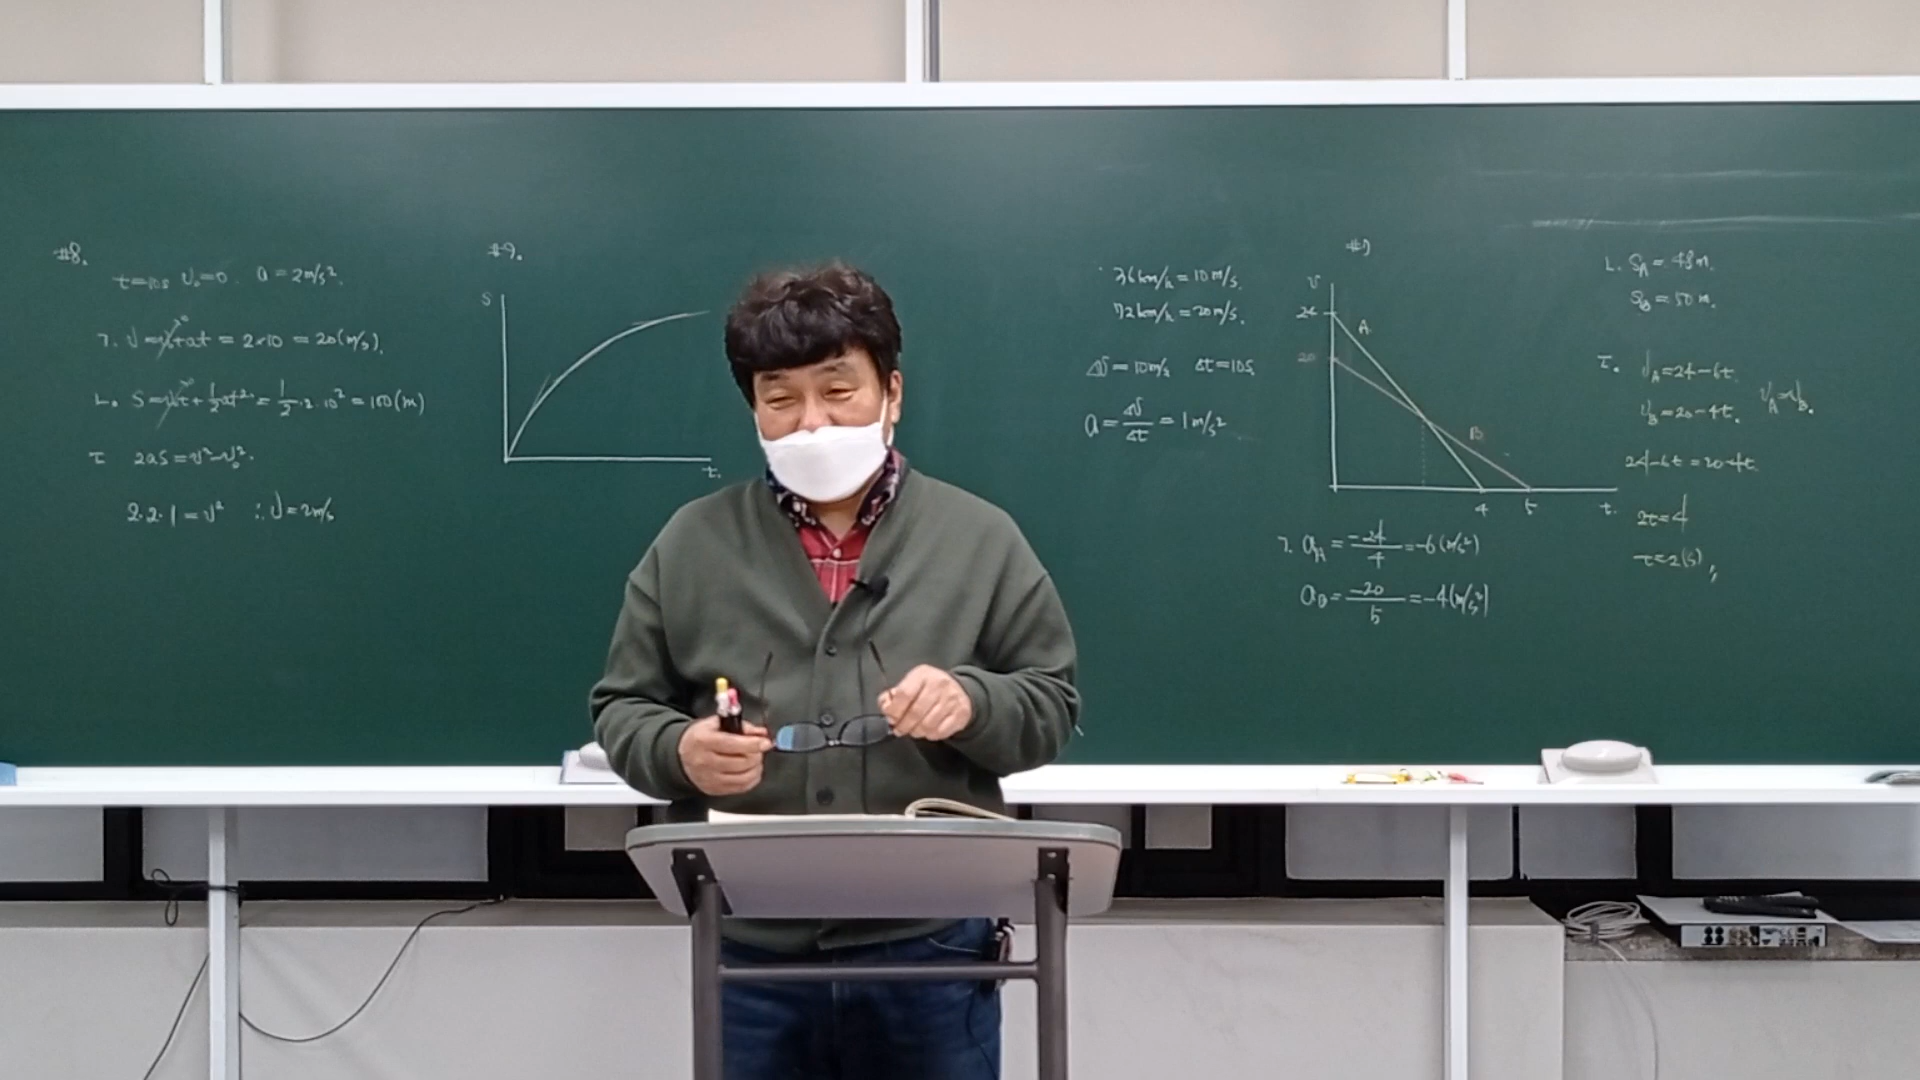 #8.
t=10s v₀=0. a=2m/s².
ㄱ. v=v₀+at = 2×10 = 20(m/s).
ㄴ. S=v₀t+½at²=½·2·10²=100(m)
ㄷ 2as=v²-v₀².
2·2·1=v² ∴v=2m/s
#9.
S
t.
36km/h=10m/s.
72km/h=20m/s.
Δv=10m/s Δt=10s.
a=Δv/Δt=1m/s²
#7
v
24
A.
20
B.
4 5 t.
ㄱ. a_A=-24/4=-6(m/s²)
a_B=-20/5=-4(m/s²)
ㄴ. S_A=48m.
S_B=50m.
ㄷ. v_A=24-6t.
v_B=20-4t. v_A=v_B.
24-6t=20-4t.
2t=4
t=2(s)〃